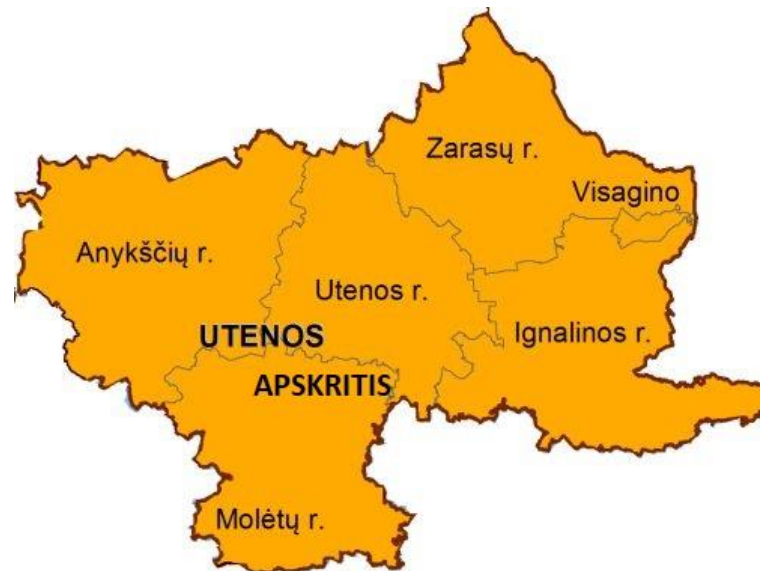 Zarasų r.
Visagino
Anykščių r.
Utenos r.
Ignalinos r.
UTENOS
APSKRITIS
Molėtų r.